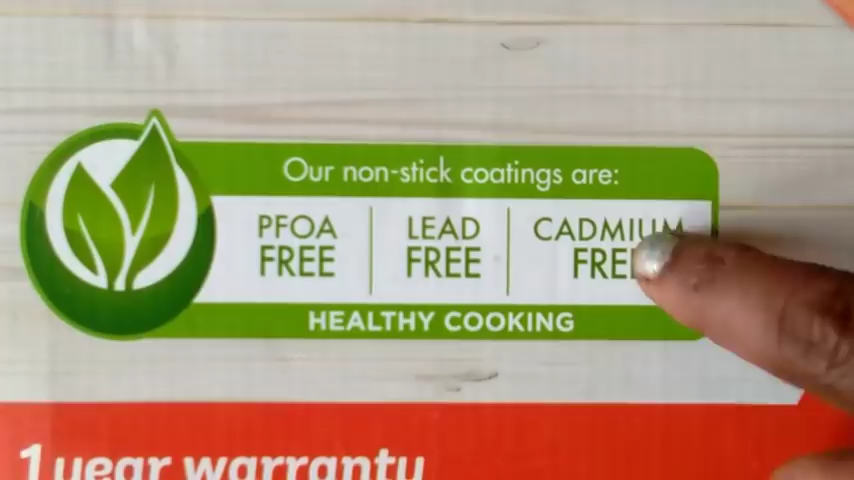 Our non-stick coatings are:
PFOA FREE
LEAD FREE
CADMIUM FREE
HEALTHY COOKING
1 year warranty